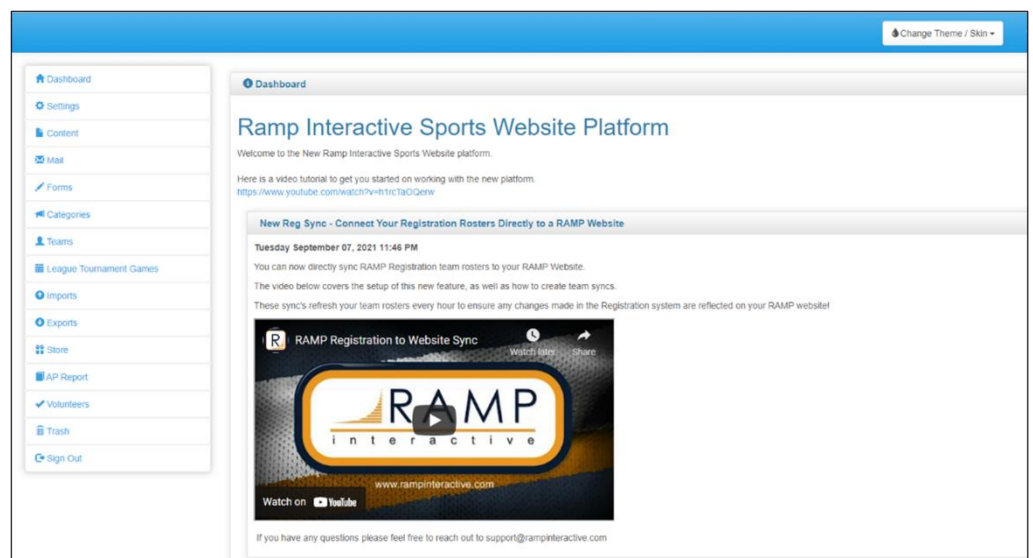 Change Theme / Skin
Dashboard
Settings
Content
Mail
Forms
Categories
Teams
League Tournament Games
Imports
Exports
Store
AP Report
Volunteers
Trash
Sign Out
Dashboard
Ramp Interactive Sports Website Platform
Welcome to the New Ramp Interactive Sports Website platform.
Here is a video tutorial to get you started on working with the new platform.
https://www.youtube.com/watch?v=h1rcTaOQerw
New Reg Sync - Connect Your Registration Rosters Directly to a RAMP Website
Tuesday September 07, 2021 11:46 PM
You can now directly sync RAMP Registration team rosters to your RAMP Website.
The video below covers the setup of this new feature, as well as how to create team syncs.
These sync's refresh your team rosters every hour to ensure any changes made in the Registration system are reflected on your RAMP website!
R RAMP Registration to Website Sync
Watch later Share
RAMP
interactive
www.rampinteractive.com
Watch on YouTube
If you have any questions please feel free to reach out to support@rampinteractive.com